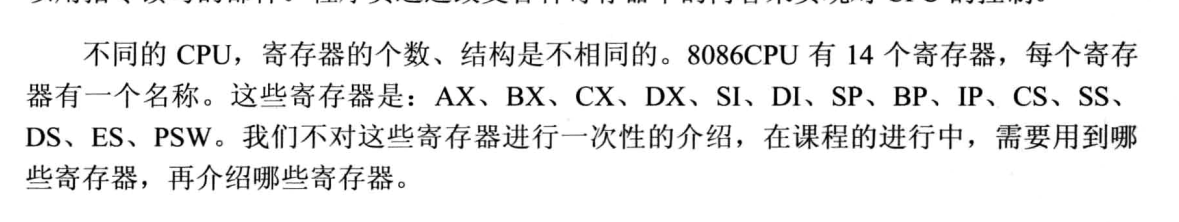 不同的 CPU，寄存器的个数、结构是不相同的。8086CPU 有 14 个寄存器，每个寄存
器有一个名称。这些寄存器是：AX、BX、CX、DX、SI、DI、SP、BP、IP、CS、SS、
DS、ES、PSW。我们不对这些寄存器进行一次性的介绍，在课程的进行中，需要用到哪
些寄存器，再介绍哪些寄存器。